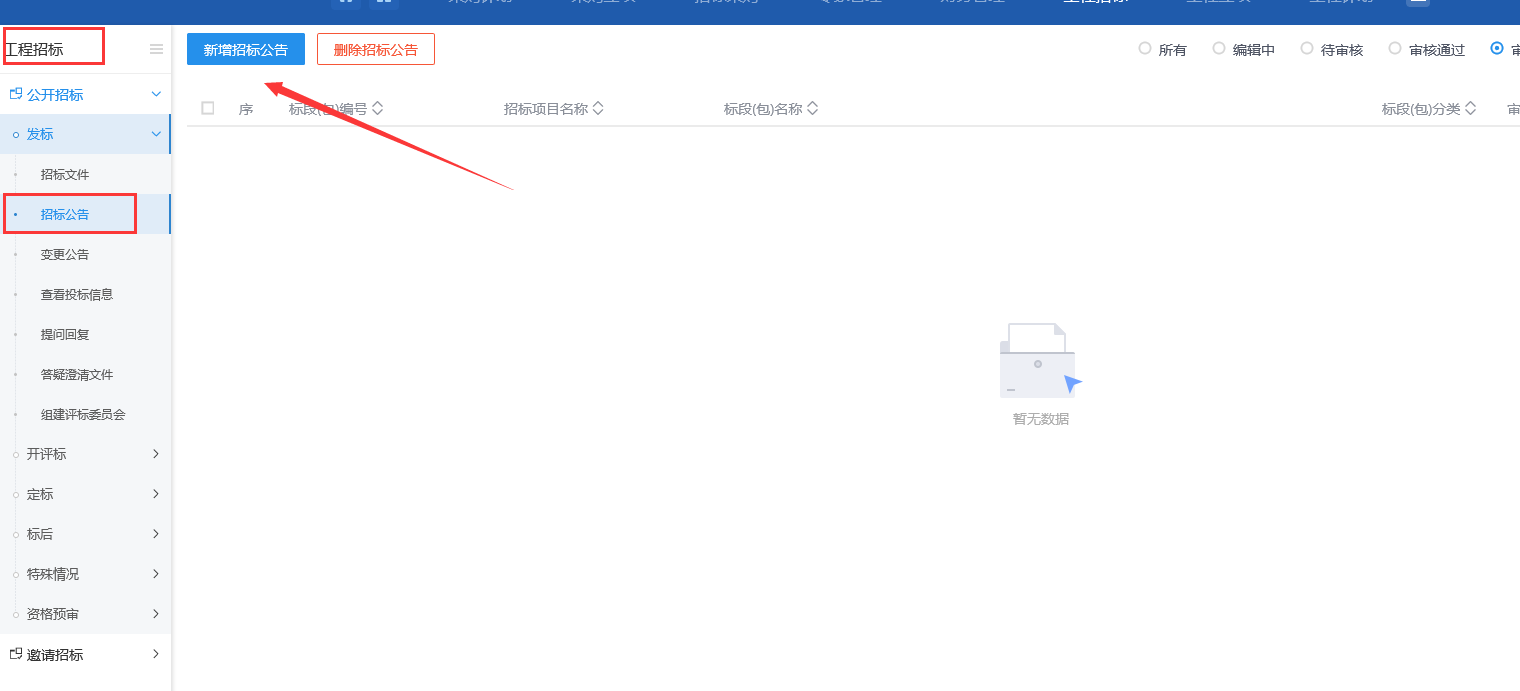 工程招标
新增招标公告 删除招标公告 所有 编辑中 待审核 审核通过
公开招标
序 标段(包)编号 招标项目名称 标段(包)名称 标段(包)分类
发标
招标文件
招标公告
变更公告
查看投标信息
提问回复
答疑澄清文件
组建评标委员会
暂无数据
开评标
定标
标后
特殊情况
资格预审
邀请招标